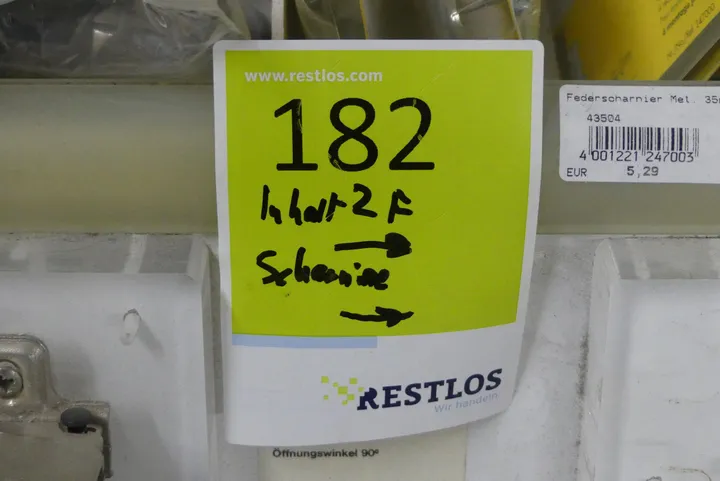 www.restlos.com
182
Inhalt 2 F
Scharniere
RESTLOS
Wir handeln.
Öffnungswinkel 90º
Federscharnier Met. 35
43504
4 001221 247003
EUR 5,29